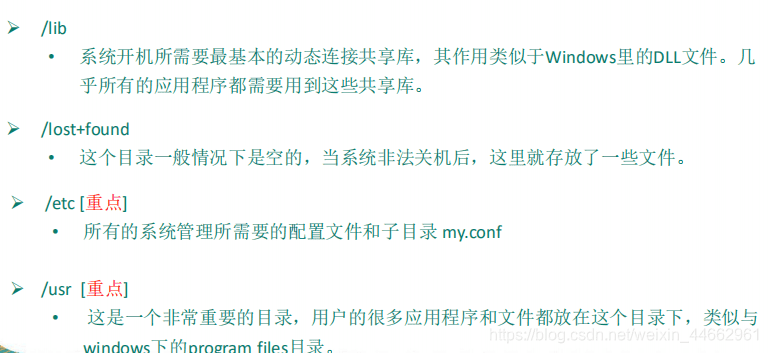 ➢ /lib
• 系统开机所需要最基本的动态连接共享库，其作用类似于Windows里的DLL文件。几
乎所有的应用程序都需要用到这些共享库。
➢ /lost+found
• 这个目录一般情况下是空的，当系统非法关机后，这里就存放了一些文件。
➢ /etc [重点]
• 所有的系统管理所需要的配置文件和子目录 my.conf
➢ /usr [重点]
• 这是一个非常重要的目录，用户的很多应用程序和文件都放在这个目录下，类似与
windows下的program files目录。
https://blog.csdn.net/weixin_44662961